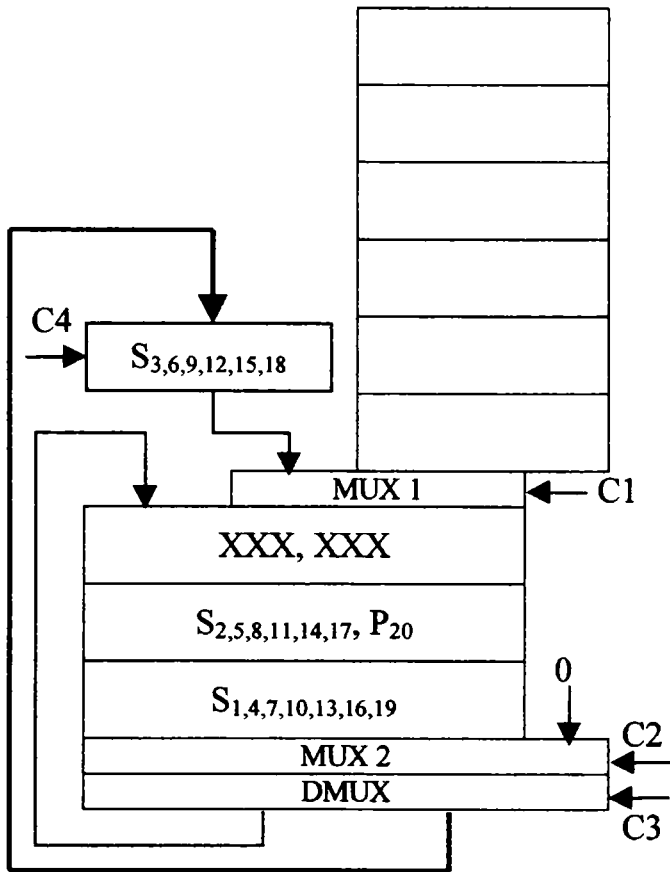 C4
S3,6,9,12,15,18
MUX 1
C1
XXX, XXX
S2,5,8,11,14,17, P20
S1,4,7,10,13,16,19
0
MUX 2
C2
DMUX
C3